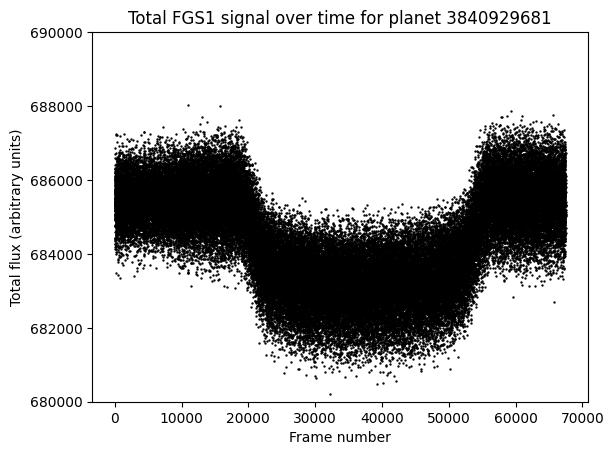 Total FGS1 signal over time for planet 3840929681
690000
688000
686000
684000
682000
680000
Total flux (arbitrary units)
0 10000 20000 30000 40000 50000 60000 70000
Frame number